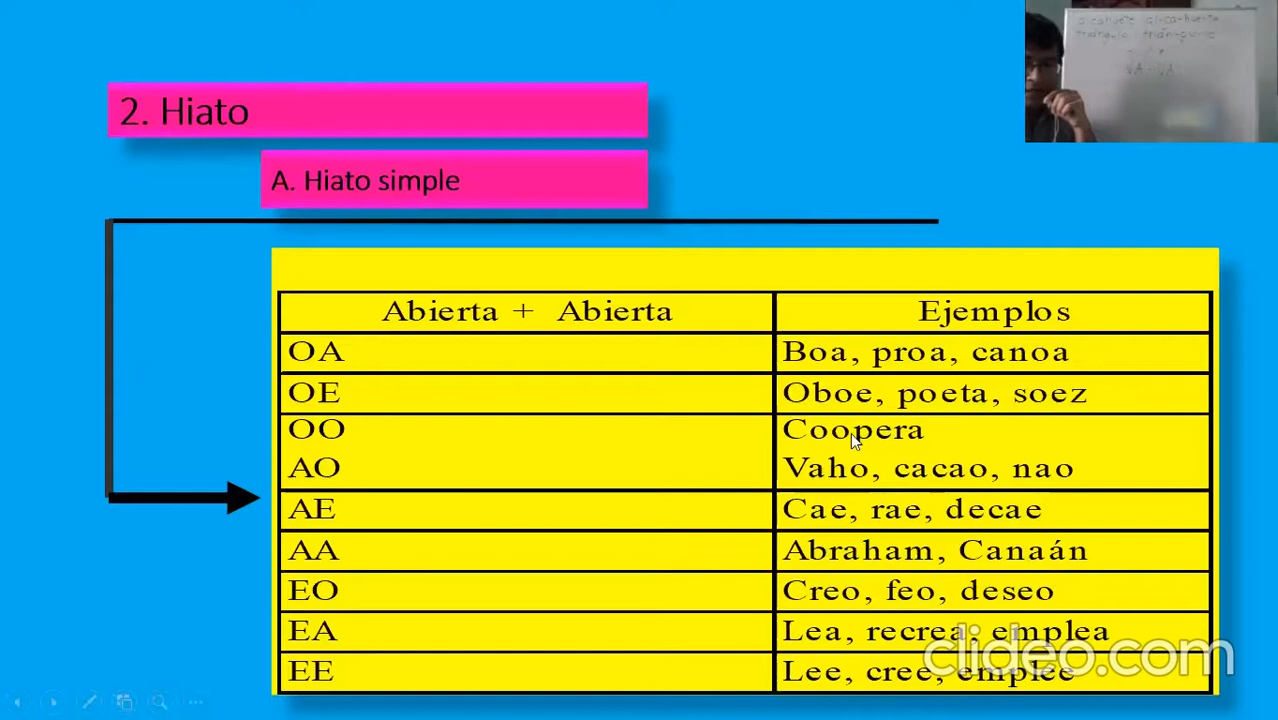 2. Hiato
A. Hiato simple
Abierta + Abierta Ejemplos
OA Boa, proa, canoa
OE Oboe, poeta, soez
OO Coopera
AO Vaho, cacao, nao
AE Cae, rae, decae
AA Abraham, Canaán
EO Creo, feo, deseo
EA Lea, recrea, emplea
EE Lee, cree, emplee
clideo.com